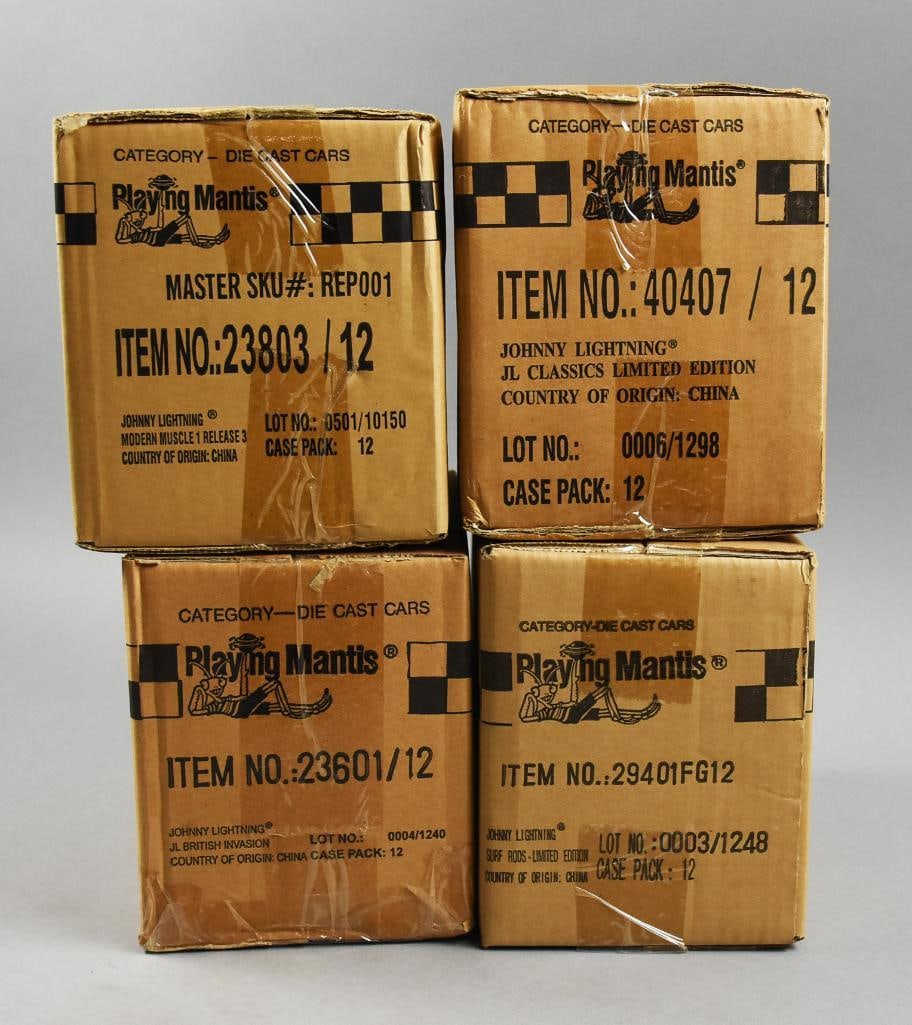 CATEGORY— DIE CAST CARS
Playing Mantis®
MASTER SKU#: REP001
ITEM NO.:23803 / 12
JOHNNY LIGHTNING ®
MODERN MUSCLE 1 RELEASE 3
COUNTRY OF ORIGIN: CHINA
LOT NO.: 0501/10150
CASE PACK: 12
CATEGORY—DIE CAST CARS
Playing Mantis®
ITEM NO.:40407 / 12
JOHNNY LIGHTNING®
JL CLASSICS LIMITED EDITION
COUNTRY OF ORIGIN: CHINA
LOT NO.: 0006/1298
CASE PACK: 12
CATEGORY—DIE CAST CARS
Playing Mantis®
ITEM NO.:23601/12
JOHNNY LIGHTNING®
JL BRITISH INVASION
COUNTRY OF ORIGIN: CHINA
LOT NO.: 0004/1240
CASE PACK: 12
CATEGORY-DIE CAST CARS
Playing Mantis®
ITEM NO.:29401FG12
JOHNNY LIGHTNING®
SURF RODS-LIMITED EDITION
COUNTRY OF ORIGIN: CHINA
LOT NO.:0003/1248
CASE PACK: 12